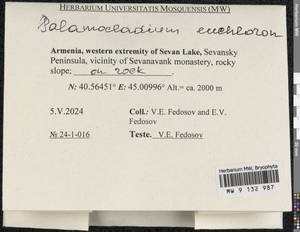 HERBARIUM UNIVERSITATIS MOSQUENSIS (MW)
Palamocladium euchloron
Armenia, western extremity of Sevan Lake, Sevansky
Peninsula, vicinity of Sevanavank monastery, rocky
slope; on rock.
N: 40.56451° E: 45.00996° Alt.= ca. 2000 m
5.V.2024 Coll.: V.E. Fedosov and E.V.
Fedosov
№ 24-1-016 Teste. V.E. Fedosov
Herbarium MW, Bryophyta
MW 9 132 987